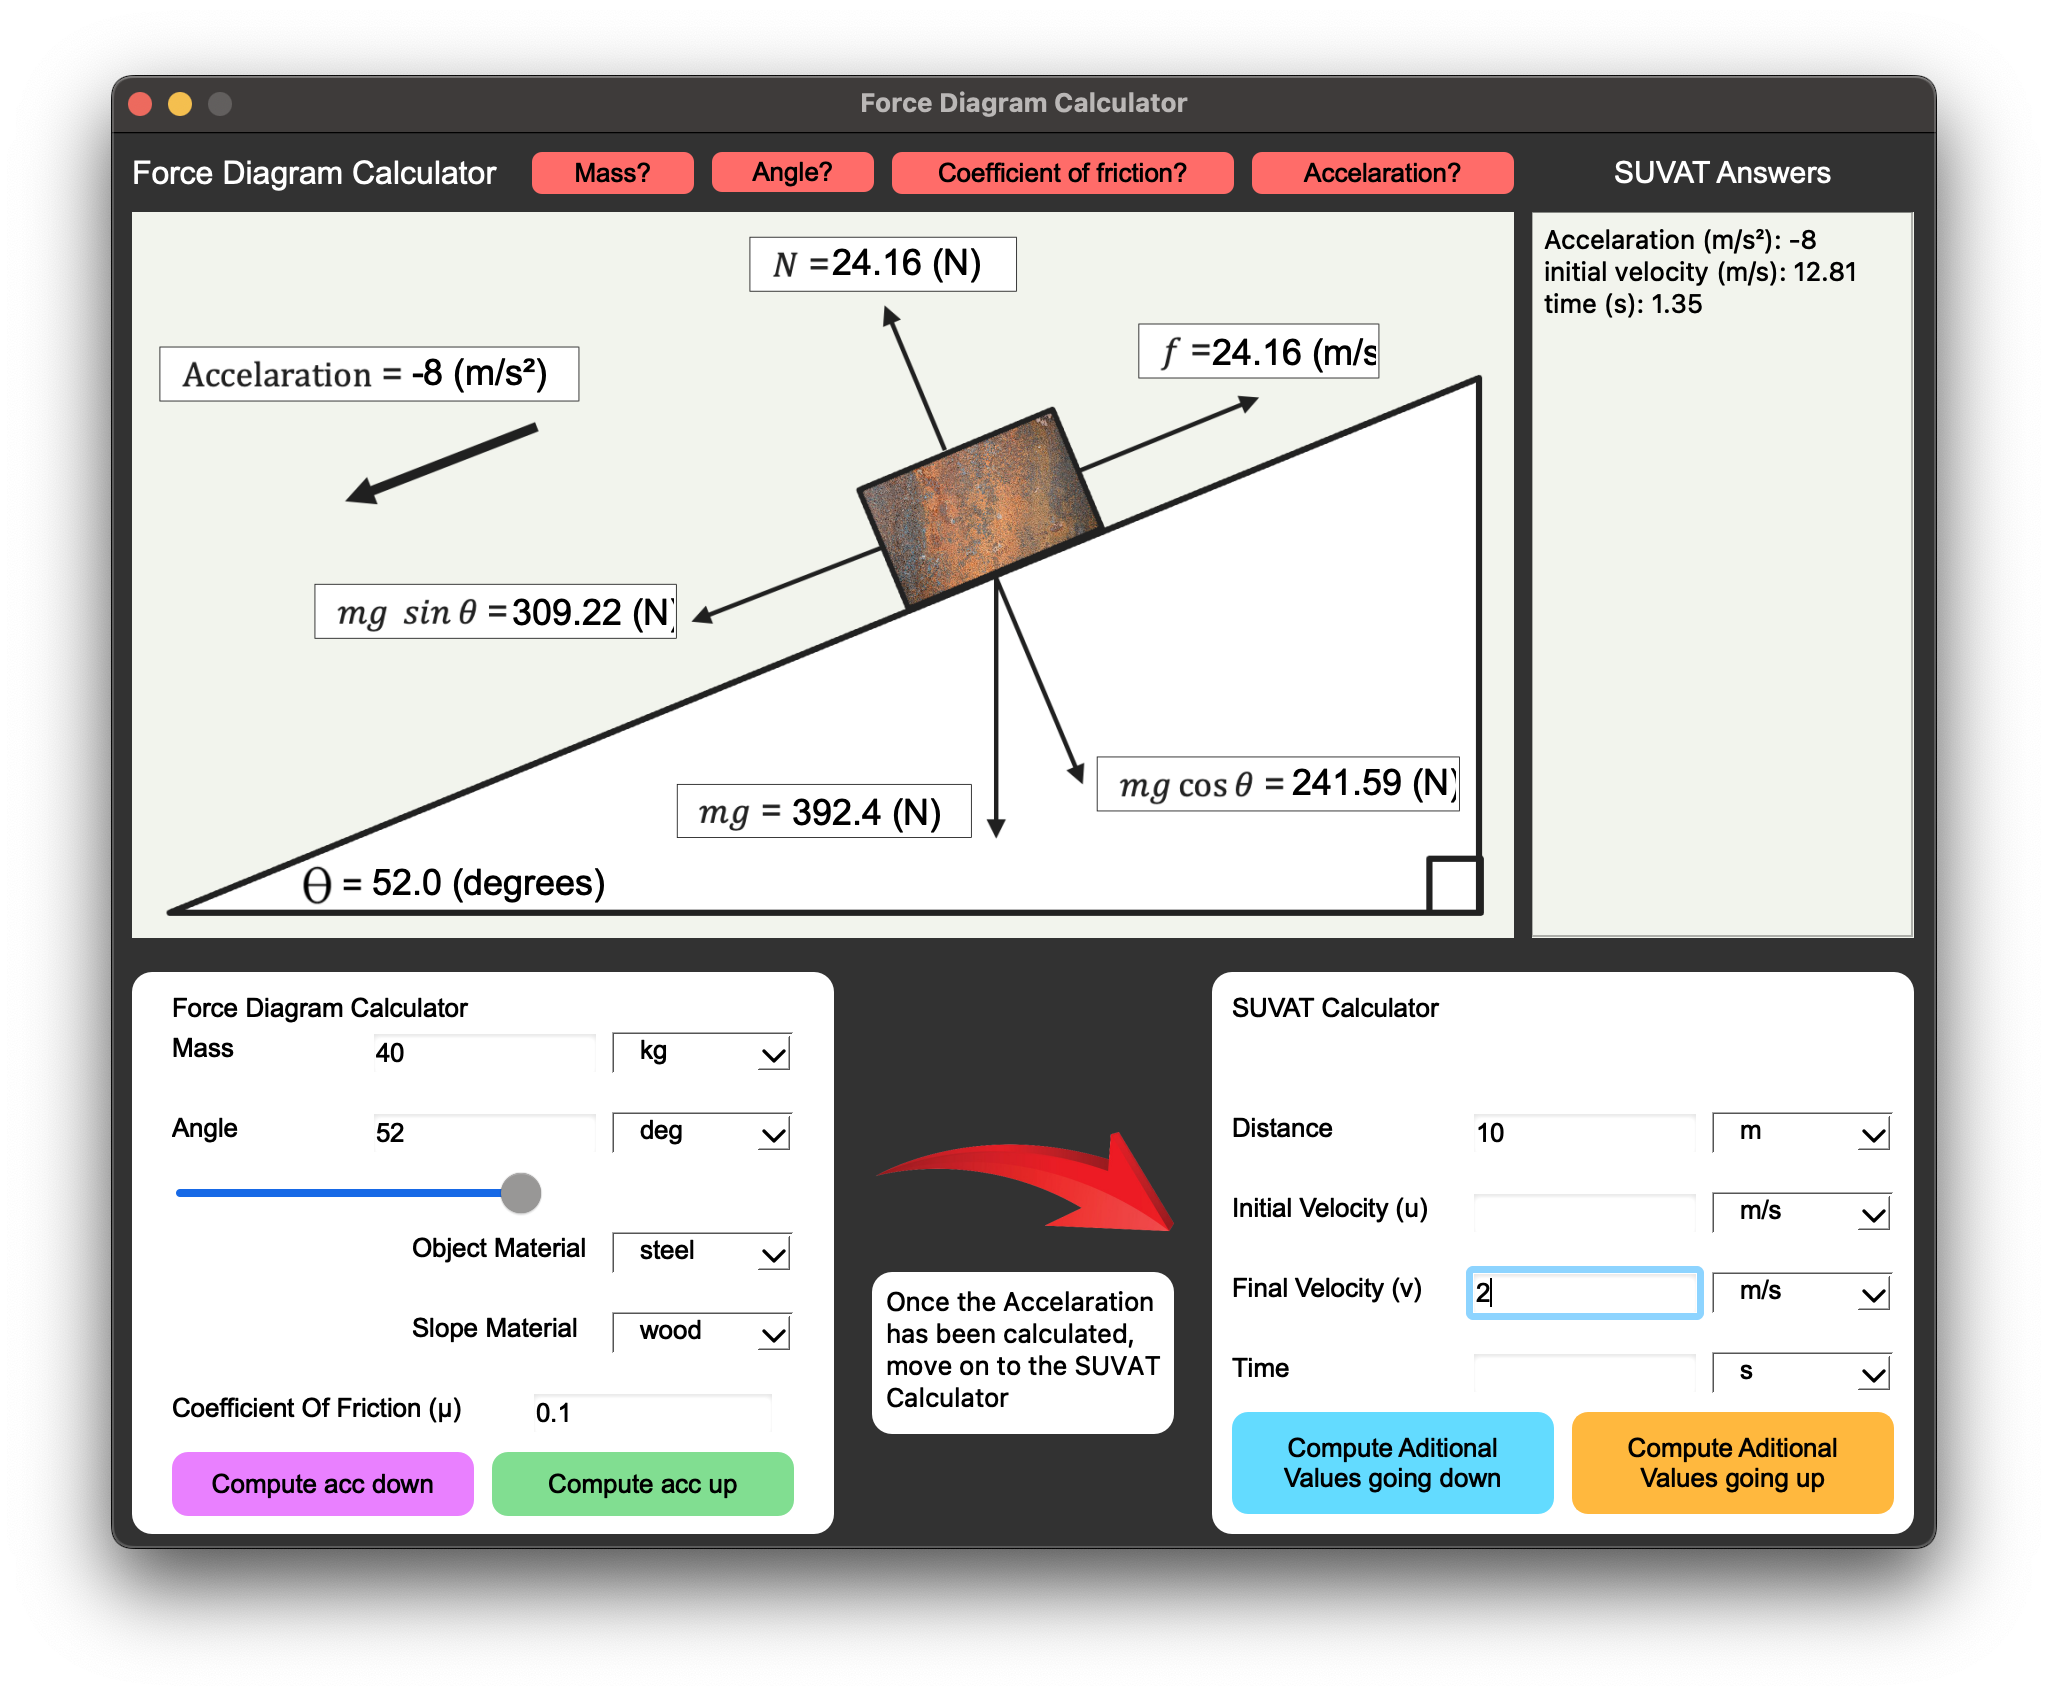 Force Diagram Calculator
Force Diagram Calculator
Mass?
Angle?
Coefficient of friction?
Accelaration?
SUVAT Answers
N =24.16 (N)
f =24.16 (m/s
Accelaration = -8 (m/s²)
mg sin θ =309.22 (N)
mg = 392.4 (N)
mg cos θ = 241.59 (N)
Θ = 52.0 (degrees)
Accelaration (m/s²): -8
initial velocity (m/s): 12.81
time (s): 1.35
Force Diagram Calculator
Mass 40 kg
Angle 52 deg
Object Material steel
Slope Material wood
Coefficient Of Friction (μ) 0.1
Compute acc down
Compute acc up
Once the Accelaration
has been calculated,
move on to the SUVAT
Calculator
SUVAT Calculator
Distance 10 m
Initial Velocity (u) m/s
Final Velocity (v) 2 m/s
Time s
Compute Aditional
Values going down
Compute Aditional
Values going up